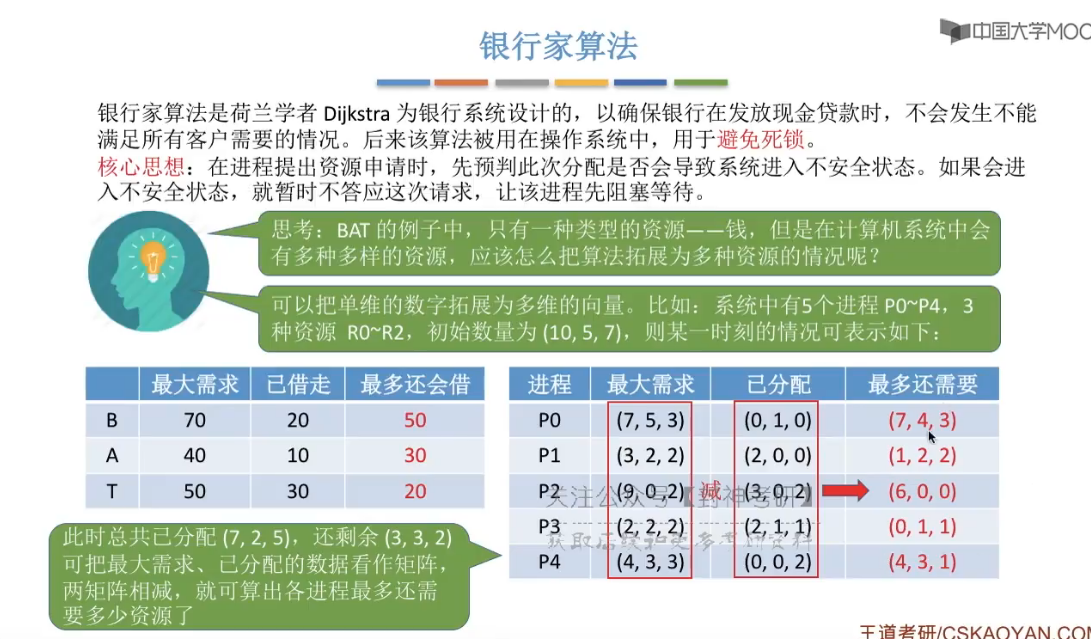 中国大学MOO
银行家算法
银行家算法是荷兰学者 Dijkstra 为银行系统设计的，以确保银行在发放现金贷款时，不会发生不能
满足所有客户需要的情况。后来该算法被用在操作系统中，用于避免死锁。
核心思想：在进程提出资源申请时，先预判此次分配是否会导致系统进入不安全状态。如果会进
入不安全状态，就暂时不答应这次请求，让该进程先阻塞等待。
思考：BAT 的例子中，只有一种类型的资源——钱，但是在计算机系统中会
有多种多样的资源，应该怎么把算法拓展为多种资源的情况呢？
可以把单维的数字拓展为多维的向量。比如：系统中有5个进程 P0~P4，3
种资源 R0~R2，初始数量为 (10, 5, 7)，则某一时刻的情况可表示如下：
最大需求 已借走 最多还会借
B 70 20 50
A 40 10 30
T 50 30 20
进程 最大需求 已分配 最多还需要
P0 (7, 5, 3) (0, 1, 0) (7, 4, 3)
P1 (3, 2, 2) (2, 0, 0) (1, 2, 2)
P2 (9, 0, 2) 减 (3, 0, 2) (6, 0, 0)
P3 (2, 2, 2) (2, 1, 1) (0, 1, 1)
P4 (4, 3, 3) (0, 0, 2) (4, 3, 1)
关注公众号【封神考研】
获取后续和更多考研资料
此时总共已分配 (7, 2, 5)，还剩余 (3, 3, 2)
可把最大需求、已分配的数据看作矩阵，
两矩阵相减，就可算出各进程最多还需
要多少资源了
王道考研/CSKAOYAN.COM